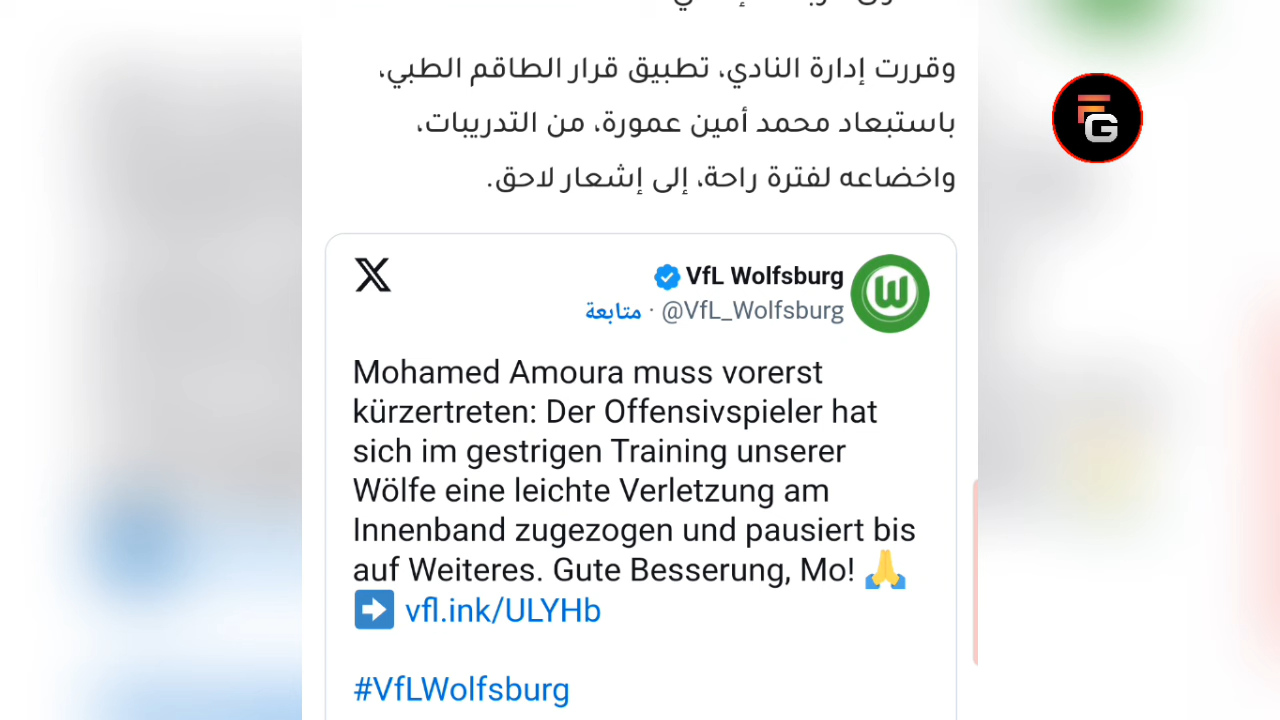 وقررت إدارة النادي، تطبيق قرار الطاقم الطبي،
باستبعاد محمد أمين عمورة، من التدريبات،
واخضاعه لفترة راحة، إلى إشعار لاحق.
FG
VfL Wolfsburg
@VfL_Wolfsburg · متابعة
Mohamed Amoura muss vorerst
kürzertreten: Der Offensivspieler hat
sich im gestrigen Training unserer
Wölfe eine leichte Verletzung am
Innenband zugezogen und pausiert bis
auf Weiteres. Gute Besserung, Mo! 🙏
➡️ vfl.ink/ULYHb
#VfLWolfsburg